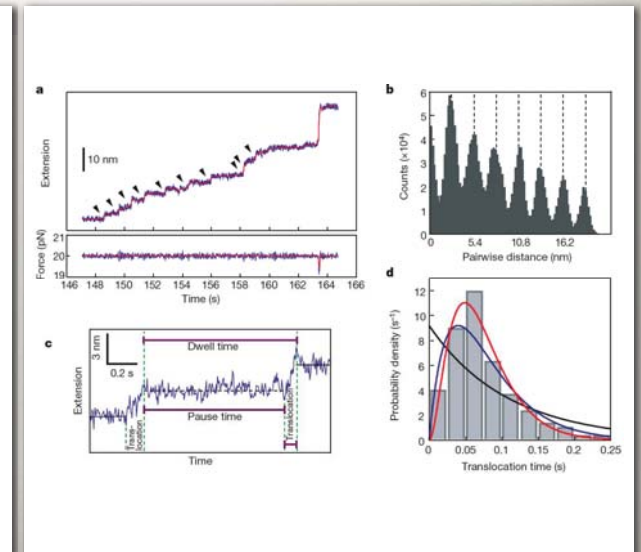 a
Extension
10 nm
Force (pN)
21
20
19
146 148 150 152 154 156 158 160 162 164 166
Time (s)
b
Counts (×10⁴)
6
5
4
3
2
1
0
0 5.4 10.8 16.2
Pairwise distance (nm)
c
Extension
3 nm
0.2 s
Dwell time
Pause time
Trans-
location
Translocation
Time
d
Probability density (s⁻¹)
12
10
8
6
4
2
0
0 0.05 0.1 0.15 0.2 0.25
Translocation time (s)